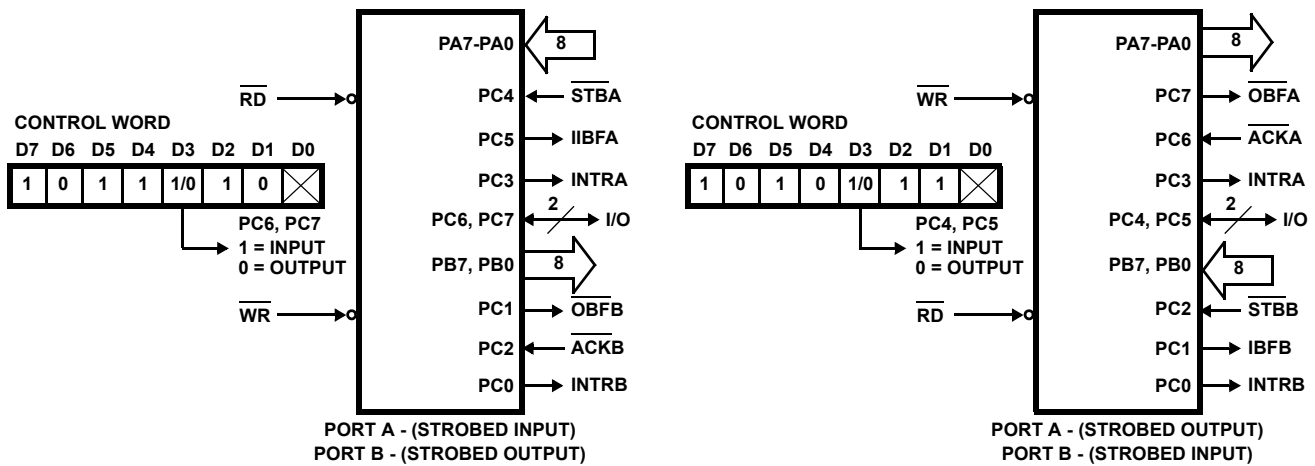 PA7-PA0
8
RD
PC4
STBA
CONTROL WORD
PC5
IIBFA
D7 D6 D5 D4 D3 D2 D1 D0
1 0 1 1 1/0 1 0
PC3
INTRA
PC6, PC7
1 = INPUT
0 = OUTPUT
PC6, PC7
2
I/O
PB7, PB0
8
WR
PC1
OBFB
PC2
ACKB
PC0
INTRB
PORT A - (STROBED INPUT)
PORT B - (STROBED OUTPUT)
PA7-PA0
8
WR
PC7
OBFA
CONTROL WORD
PC6
ACKA
D7 D6 D5 D4 D3 D2 D1 D0
1 0 1 0 1/0 1 1
PC3
INTRA
PC4, PC5
1 = INPUT
0 = OUTPUT
PC4, PC5
2
I/O
PB7, PB0
8
RD
PC2
STBB
PC1
IBFB
PC0
INTRB
PORT A - (STROBED OUTPUT)
PORT B - (STROBED INPUT)